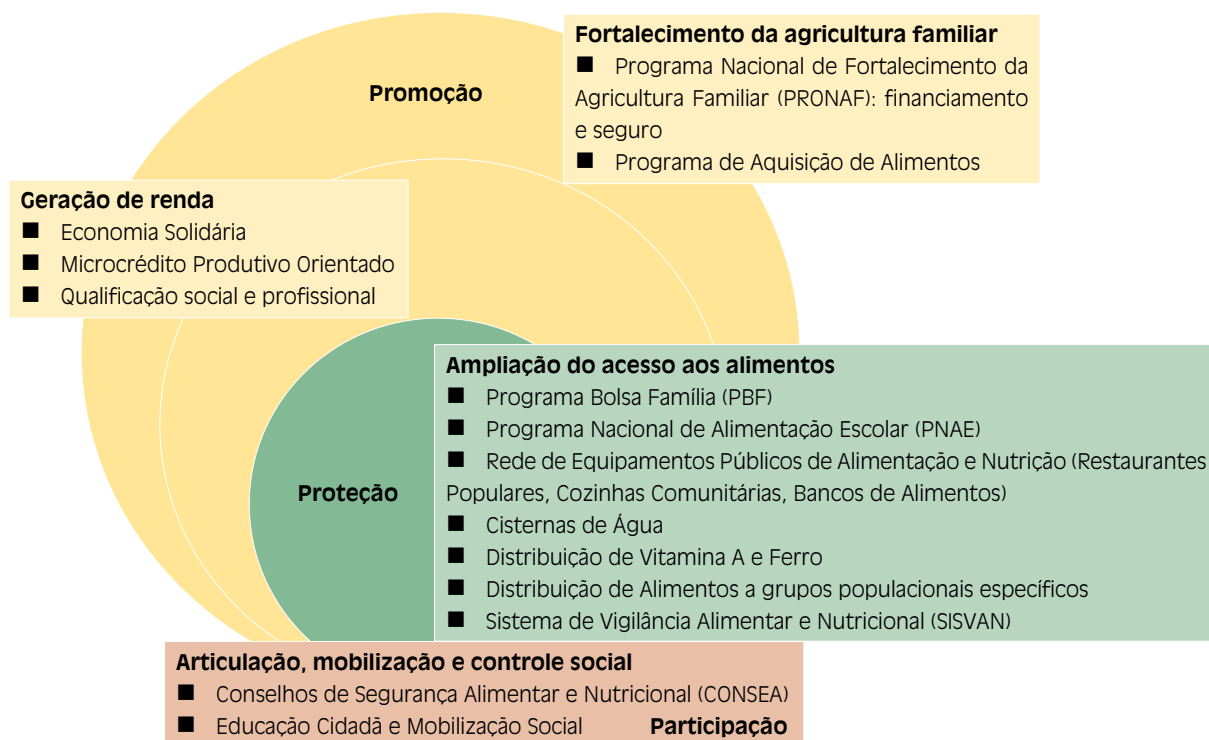 Fortalecimento da agricultura familiar
■ Programa Nacional de Fortalecimento da
Agricultura Familiar (PRONAF): financiamento
e seguro
■ Programa de Aquisição de Alimentos
Promoção
Geração de renda
■ Economia Solidária
■ Microcrédito Produtivo Orientado
■ Qualificação social e profissional
Ampliação do acesso aos alimentos
■ Programa Bolsa Família (PBF)
■ Programa Nacional de Alimentação Escolar (PNAE)
■ Rede de Equipamentos Públicos de Alimentação e Nutrição (Restaurantes
Populares, Cozinhas Comunitárias, Bancos de Alimentos)
■ Cisternas de Água
■ Distribuição de Vitamina A e Ferro
■ Distribuição de Alimentos a grupos populacionais específicos
■ Sistema de Vigilância Alimentar e Nutricional (SISVAN)
Proteção
Articulação, mobilização e controle social
■ Conselhos de Segurança Alimentar e Nutricional (CONSEA)
■ Educação Cidadã e Mobilização Social
Participação